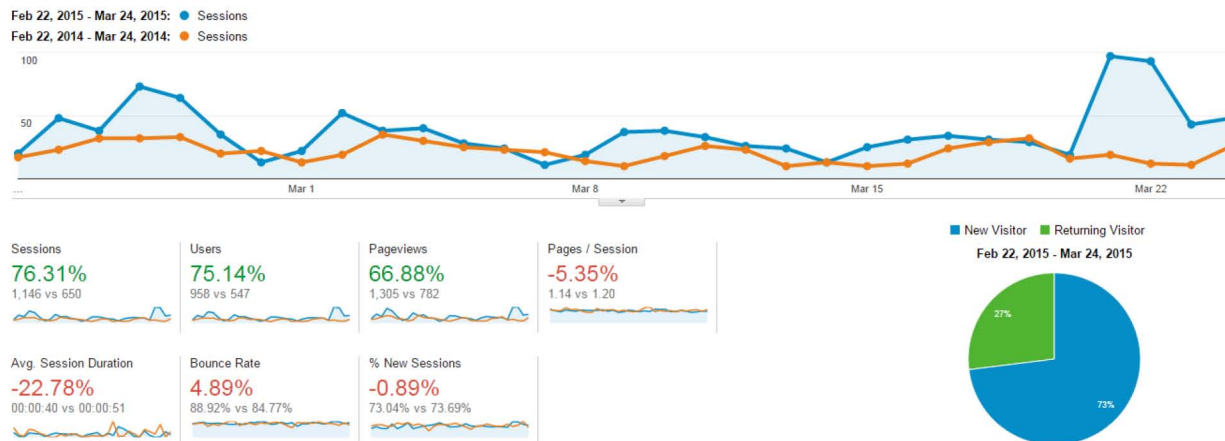 Feb 22, 2015 - Mar 24, 2015: Sessions
Feb 22, 2014 - Mar 24, 2014: Sessions
100
50
...
Mar 1
Mar 8
Mar 15
Mar 22
Sessions
76.31%
1,146 vs 650
Users
75.14%
958 vs 547
Pageviews
66.88%
1,305 vs 782
Pages / Session
-5.35%
1.14 vs 1.20
Avg. Session Duration
-22.78%
00:00:40 vs 00:00:51
Bounce Rate
4.89%
88.92% vs 84.77%
% New Sessions
-0.89%
73.04% vs 73.69%
New Visitor Returning Visitor
Feb 22, 2015 - Mar 24, 2015
27%
73%